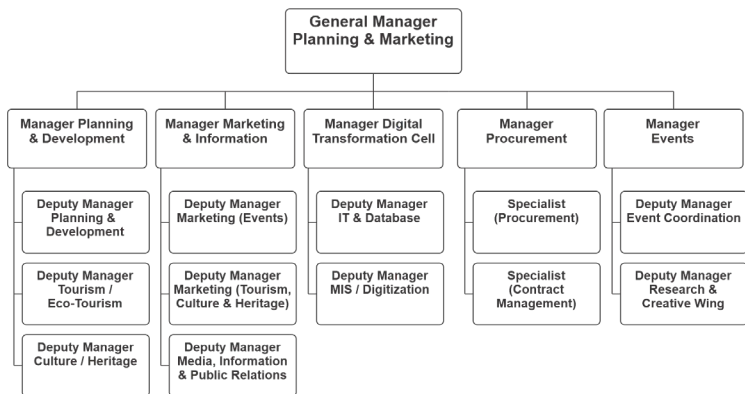 General Manager
Planning & Marketing
Manager Planning
& Development
Manager Marketing
& Information
Manager Digital
Transformation Cell
Manager
Procurement
Manager
Events
Deputy Manager
Planning &
Development
Deputy Manager
Marketing (Events)
Deputy Manager
IT & Database
Specialist
(Procurement)
Deputy Manager
Event Coordination
Deputy Manager
Tourism /
Eco-Tourism
Deputy Manager
Marketing (Tourism,
Culture & Heritage)
Deputy Manager
MIS / Digitization
Specialist
(Contract
Management)
Deputy Manager
Research &
Creative Wing
Deputy Manager
Culture / Heritage
Deputy Manager
Media, Information
& Public Relations